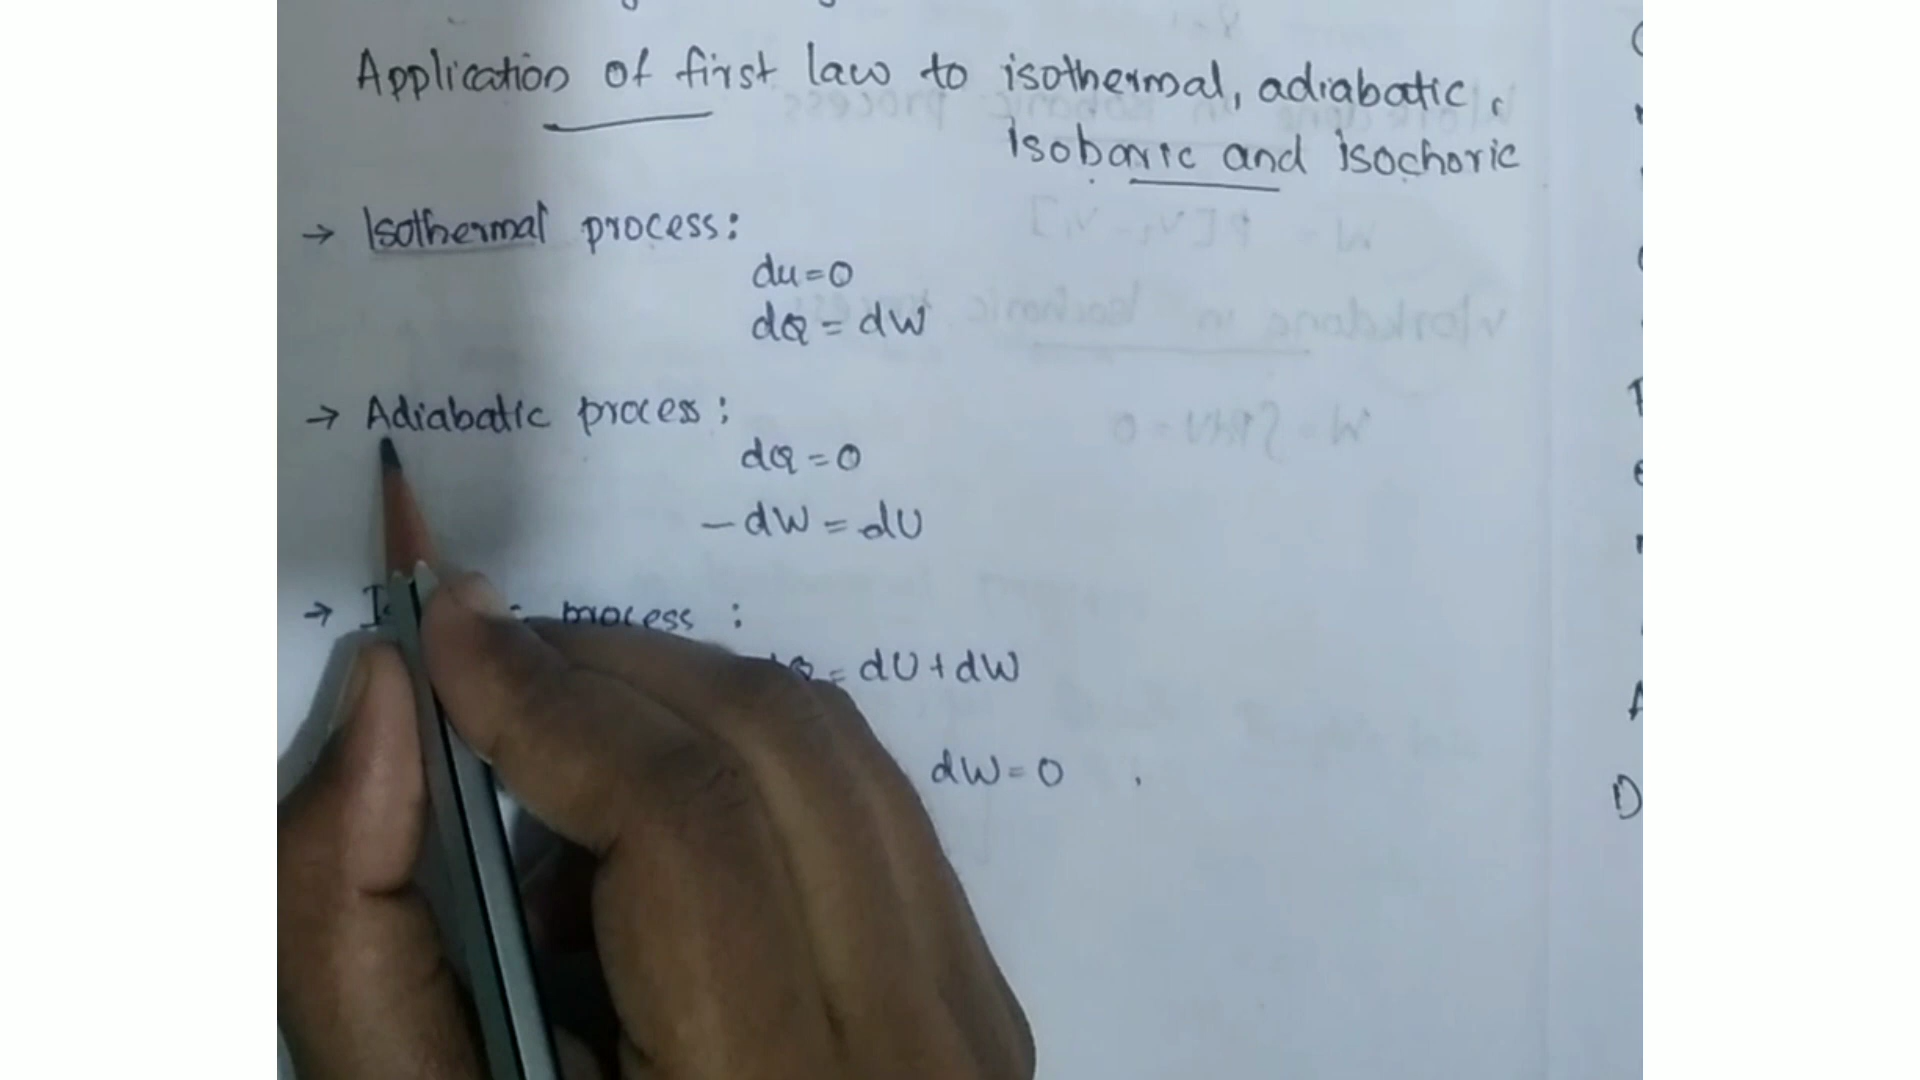 Application of first law to isothermal, adiabatic,
Isobaric and isochoric
→ Isothermal process:
du=0
dQ = dW
→ Adiabatic process:
dQ = 0
- dW = dU
→ process :
= dU + dW
dW = 0